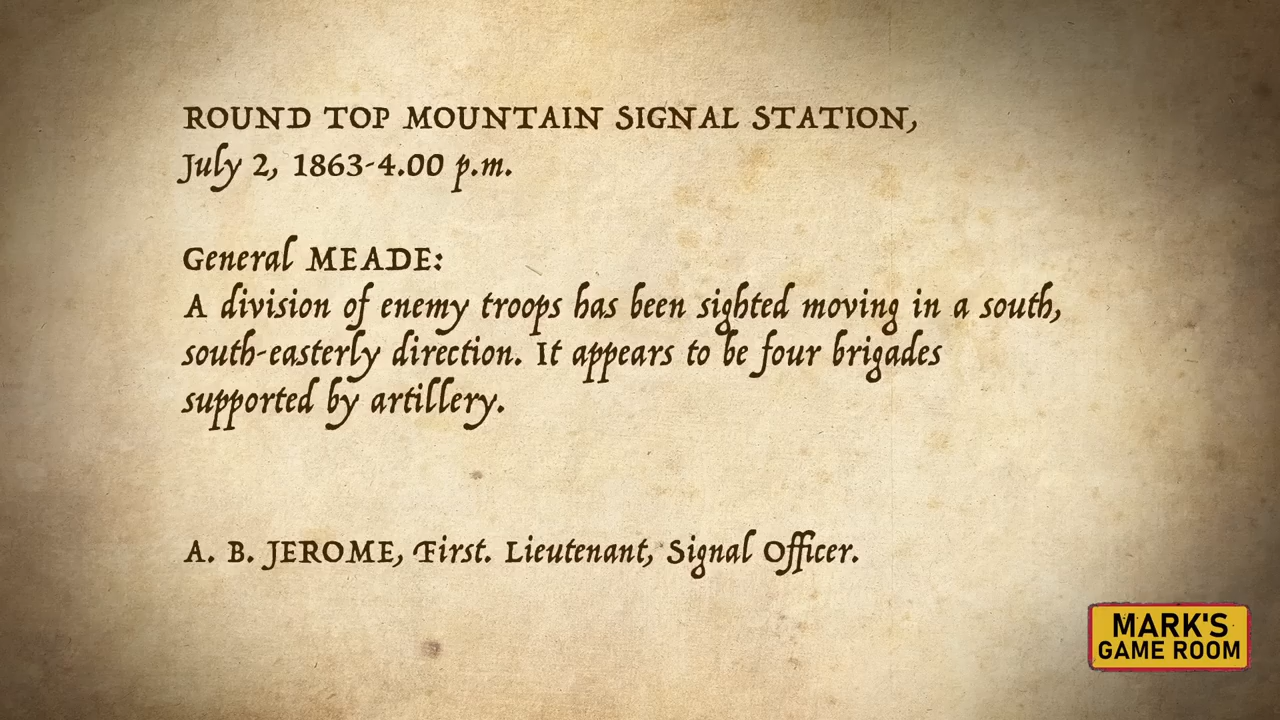 ROUND TOP MOUNTAIN SIGNAL STATION,
July 2, 1863-4.00 p.m.
General MEADE:
A division of enemy troops has been sighted moving in a south,
south-easterly direction. It appears to be four brigades
supported by artillery.
A. B. JEROME, First. Lieutenant, Signal Officer.
MARK'S
GAME ROOM